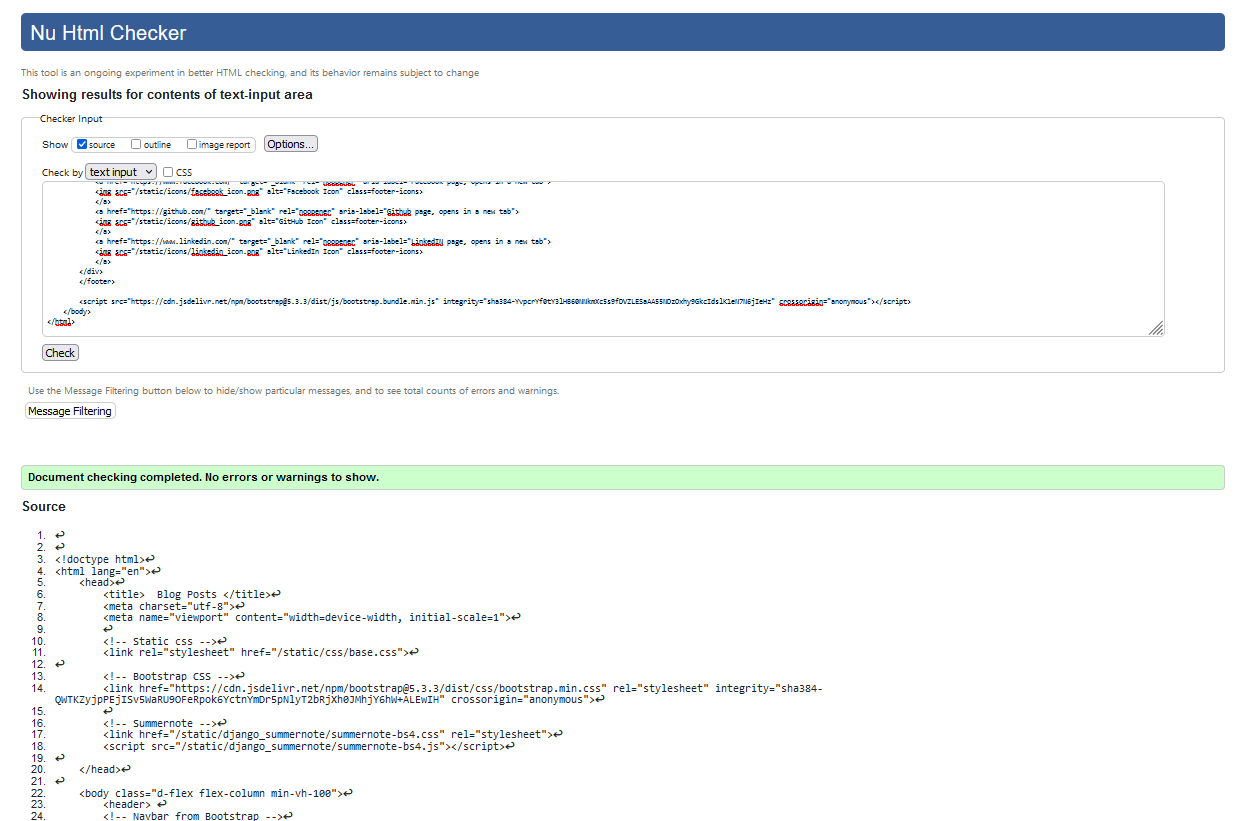 Nu Html Checker
This tool is an ongoing experiment in better HTML checking, and its behavior remains subject to change
Showing results for contents of text-input area
Checker Input
Show source outline image report Options...
Check by text input CSS
<img src="/static/icons/facebook_icon.png" alt="Facebook Icon" class=footer-icons>
</a>
<a href="https://github.com/" target="_blank" rel="noopener" aria-label="Github page, opens in a new tab">
<img src="/static/icons/github_icon.png" alt="GitHub Icon" class=footer-icons>
</a>
<a href="https://www.linkedin.com/" target="_blank" rel="noopener" aria-label="LinkedIN page, opens in a new tab">
<img src="/static/icons/linkedin_icon.png" alt="LinkedIn Icon" class=footer-icons>
</a>
</div>
</footer>
<script src="https://cdn.jsdelivr.net/npm/bootstrap@5.3.3/dist/js/bootstrap.bundle.min.js" integrity="sha384-YvpcrYf0tY3lHB60NNkmXc5s9fDVZLESaAA55NDzOxhy9GkcIdslK1eN7N6jIeHz" crossorigin="anonymous"></script>
</body>
</html>
Check
Use the Message Filtering button below to hide/show particular messages, and to see total counts of errors and warnings.
Message Filtering
Document checking completed. No errors or warnings to show.
Source
1. ↩
2. ↩
3. <!doctype html>↩
4. <html lang="en">↩
5. <head>↩
6. <title> Blog Posts </title>↩
7. <meta charset="utf-8">↩
8. <meta name="viewport" content="width=device-width, initial-scale=1">↩
9. ↩
10. <!-- Static css -->↩
11. <link rel="stylesheet" href="/static/css/base.css">↩
12. ↩
13. <!-- Bootstrap CSS -->↩
14. <link href="https://cdn.jsdelivr.net/npm/bootstrap@5.3.3/dist/css/bootstrap.min.css" rel="stylesheet" integrity="sha384-
QWTKZyjpPEjISv5WaRU9OFeRpok6YctnYmDr5pNlyT2bRjXh0JMhjY6hW+ALEwIH" crossorigin="anonymous">↩
15. ↩
16. <!-- Summernote -->↩
17. <link href="/static/django_summernote/summernote-bs4.css" rel="stylesheet">↩
18. <script src="/static/django_summernote/summernote-bs4.js"></script>↩
19. ↩
20. </head>↩
21. ↩
22. <body class="d-flex flex-column min-vh-100">↩
23. <header> ↩
24. <!-- Navbar from Bootstrap -->↩